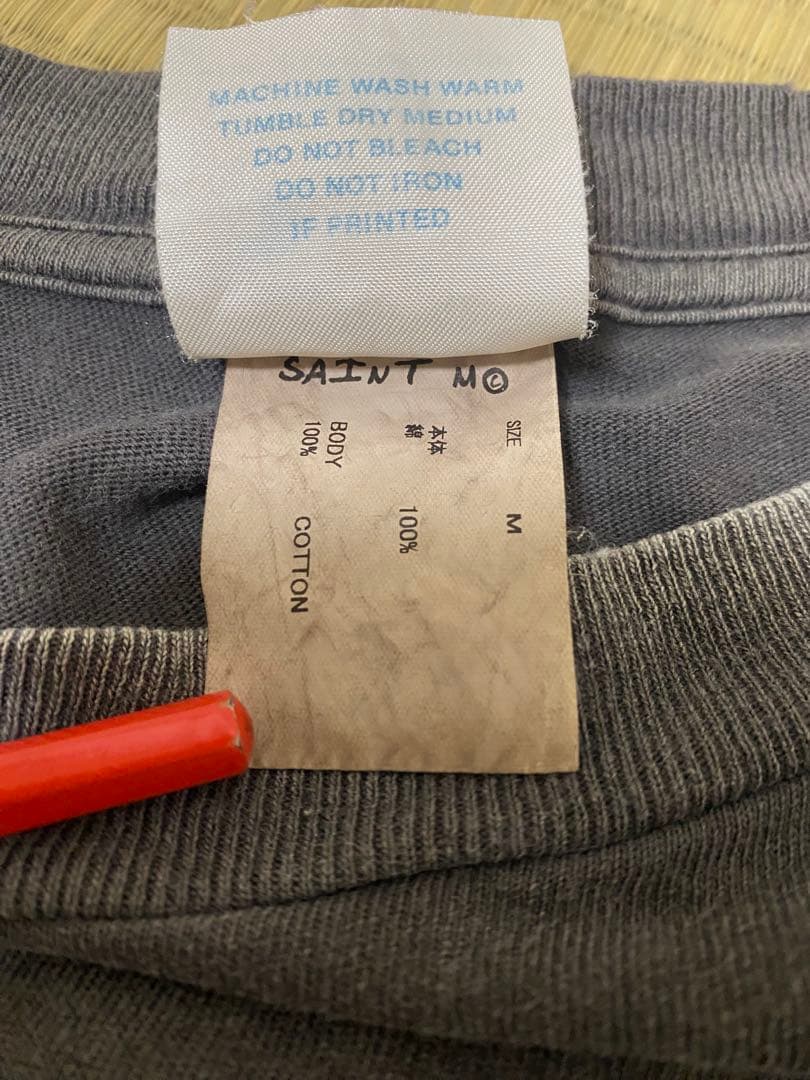 MACHINE WASH WARM
TUMBLE DRY MEDIUM
DO NOT BLEACH
DO NOT IRON
IF PRINTED
SAINT M©
SIZE M
本体
綿 100%
BODY
100% COTTON